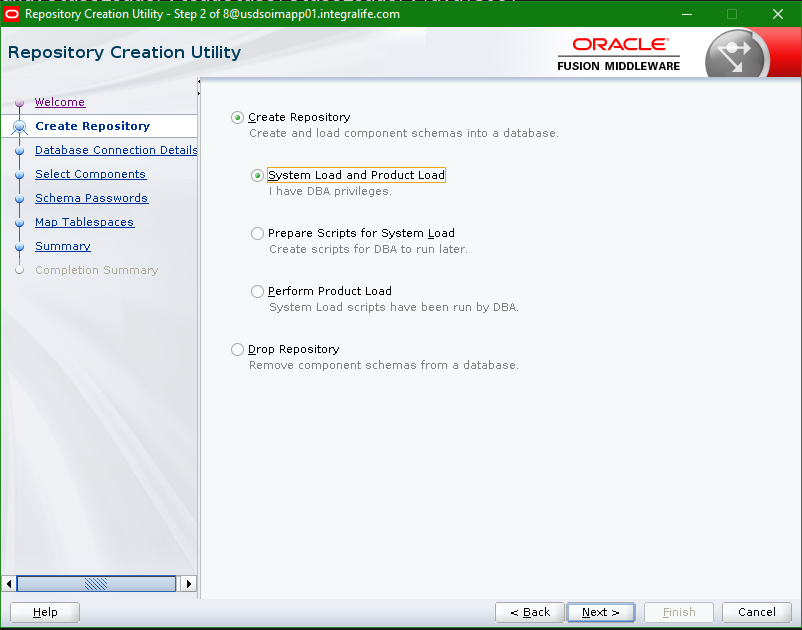 Repository Creation Utility - Step 2 of 8@usdsoimapp01.integralife.com
Repository Creation Utility
ORACLE
FUSION MIDDLEWARE
Welcome
Create Repository
Database Connection Details
Select Components
Schema Passwords
Map Tablespaces
Summary
Completion Summary
Create Repository
Create and load component schemas into a database.
System Load and Product Load
I have DBA privileges.
Prepare Scripts for System Load
Create scripts for DBA to run later.
Perform Product Load
System Load scripts have been run by DBA.
Drop Repository
Remove component schemas from a database.
Help
< Back
Next >
Finish
Cancel